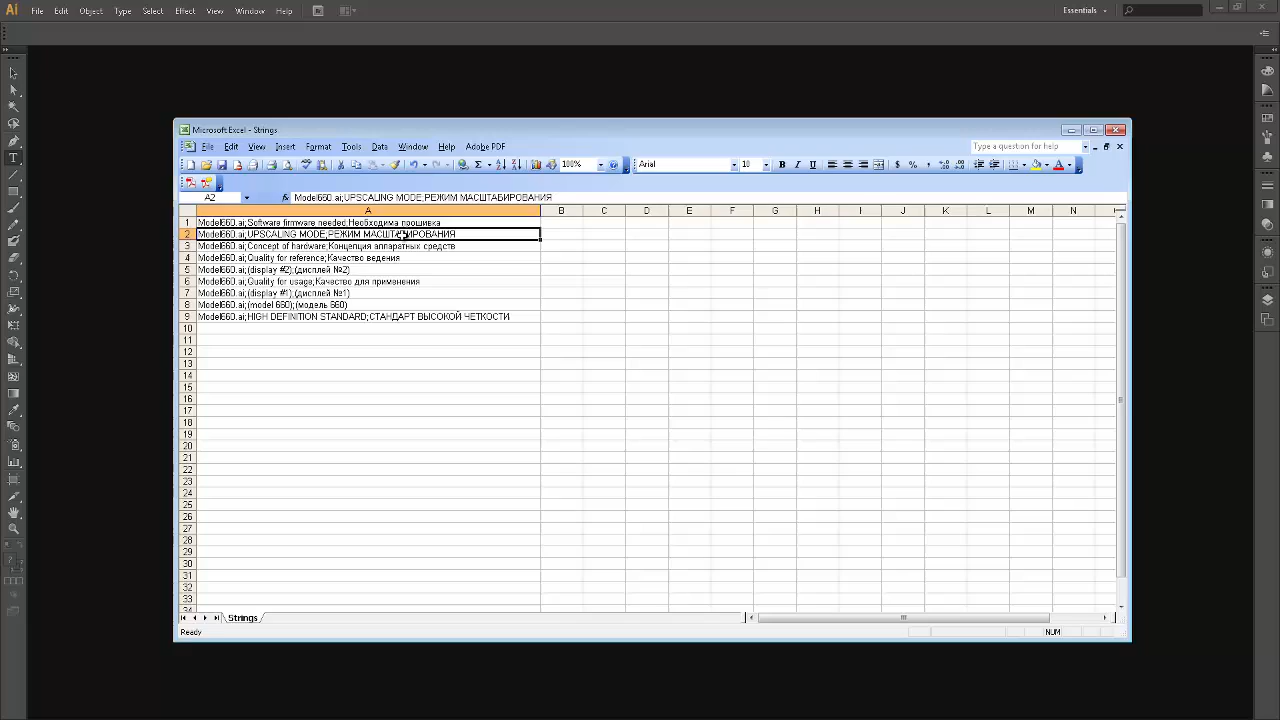 Ai File Edit Object Type Select Effect View Window Help Br Essentials
Microsoft Excel - Strings
File Edit View Insert Format Tools Data Window Help Adobe PDF Type a question for help
100% Arial 10 B I U $ % ,
A2 fx Model660.ai;UPSCALING MODE;РЕЖИМ МАСШТАБИРОВАНИЯ
A B C D E F G H I J K L M N
1 Model660.ai;Software firmware needed;Необходима прошивка
2 Model660.ai;UPSCALING MODE;РЕЖИМ МАСШТАБИРОВАНИЯ
3 Model660.ai;Concept of hardware;Концепция аппаратных средств
4 Model660.ai;Quality for reference;Качество ведения
5 Model660.ai;(display #2);(дисплей №2)
6 Model660.ai;Quality for usage;Качество для применения
7 Model660.ai;(display #1);(дисплей №1)
8 Model660.ai;(model 660);(модель 660)
9 Model660.ai;HIGH DEFINITION STANDARD;СТАНДАРТ ВЫСОКОЙ ЧЕТКОСТИ
10
11
12
13
14
15
16
17
18
19
20
21
22
23
24
25
26
27
28
29
30
31
32
33
34
Strings
Ready NUM